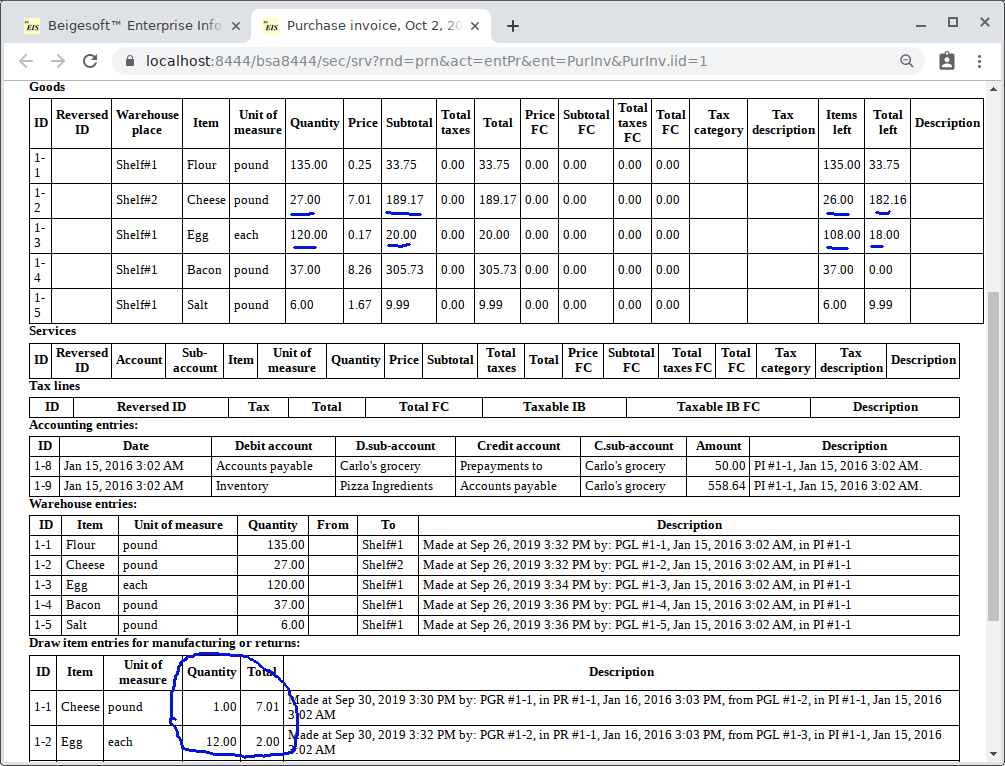 Beigesoft™ Enterprise Info
Purchase invoice, Oct 2, 20
localhost:8444/bsa8444/sec/srv?rnd=prn&act=entPr&ent=PurInv&PurInv.iid=1
Goods
ID Reversed ID Warehouse place Item Unit of measure Quantity Price Subtotal Total taxes Total Price FC Subtotal FC Total taxes FC Total FC Tax category Tax description Items left Total left Description
1-1 Shelf#1 Flour pound 135.00 0.25 33.75 0.00 33.75 0.00 0.00 0.00 0.00 135.00 33.75
1-2 Shelf#2 Cheese pound 27.00 7.01 189.17 0.00 189.17 0.00 0.00 0.00 0.00 26.00 182.16
1-3 Shelf#1 Egg each 120.00 0.17 20.00 0.00 20.00 0.00 0.00 0.00 0.00 108.00 18.00
1-4 Shelf#1 Bacon pound 37.00 8.26 305.73 0.00 305.73 0.00 0.00 0.00 0.00 37.00 0.00
1-5 Shelf#1 Salt pound 6.00 1.67 9.99 0.00 9.99 0.00 0.00 0.00 0.00 6.00 9.99
Services
ID Reversed ID Account Sub-account Item Unit of measure Quantity Price Subtotal Total taxes Total Price FC Subtotal FC Total taxes FC Total FC Tax category Tax description Description
Tax lines
ID Reversed ID Tax Total Total FC Taxable IB Taxable IB FC Description
Accounting entries:
ID Date Debit account D.sub-account Credit account C.sub-account Amount Description
1-8 Jan 15, 2016 3:02 AM Accounts payable Carlo's grocery Prepayments to Carlo's grocery 50.00 PI #1-1, Jan 15, 2016 3:02 AM.
1-9 Jan 15, 2016 3:02 AM Inventory Pizza Ingredients Accounts payable Carlo's grocery 558.64 PI #1-1, Jan 15, 2016 3:02 AM.
Warehouse entries:
ID Item Unit of measure Quantity From To Description
1-1 Flour pound 135.00 Shelf#1 Made at Sep 26, 2019 3:32 PM by: PGL #1-1, Jan 15, 2016 3:02 AM, in PI #1-1
1-2 Cheese pound 27.00 Shelf#2 Made at Sep 26, 2019 3:32 PM by: PGL #1-2, Jan 15, 2016 3:02 AM, in PI #1-1
1-3 Egg each 120.00 Shelf#1 Made at Sep 26, 2019 3:34 PM by: PGL #1-3, Jan 15, 2016 3:02 AM, in PI #1-1
1-4 Bacon pound 37.00 Shelf#1 Made at Sep 26, 2019 3:36 PM by: PGL #1-4, Jan 15, 2016 3:02 AM, in PI #1-1
1-5 Salt pound 6.00 Shelf#1 Made at Sep 26, 2019 3:36 PM by: PGL #1-5, Jan 15, 2016 3:02 AM, in PI #1-1
Draw item entries for manufacturing or returns:
ID Item Unit of measure Quantity Total Description
1-1 Cheese pound 1.00 7.01 Made at Sep 30, 2019 3:30 PM by: PGR #1-1, in PR #1-1, Jan 16, 2016 3:03 PM, from PGL #1-2, in PI #1-1, Jan 15, 2016
3:02 AM
1-2 Egg each 12.00 2.00 Made at Sep 30, 2019 3:32 PM by: PGR #1-2, in PR #1-1, Jan 16, 2016 3:03 PM, from PGL #1-3, in PI #1-1, Jan 15, 2016
3:02 AM